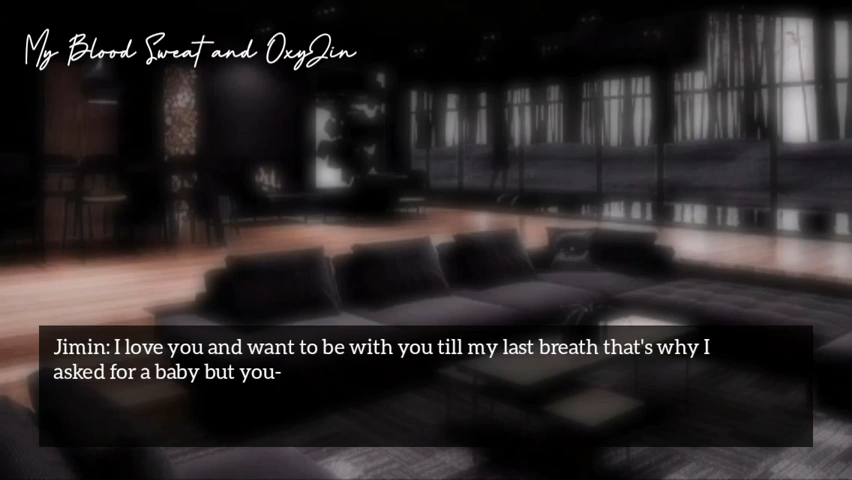 My Blood Sweat and OxyJin
Jimin: I love you and want to be with you till my last breath that's why I
asked for a baby but you-